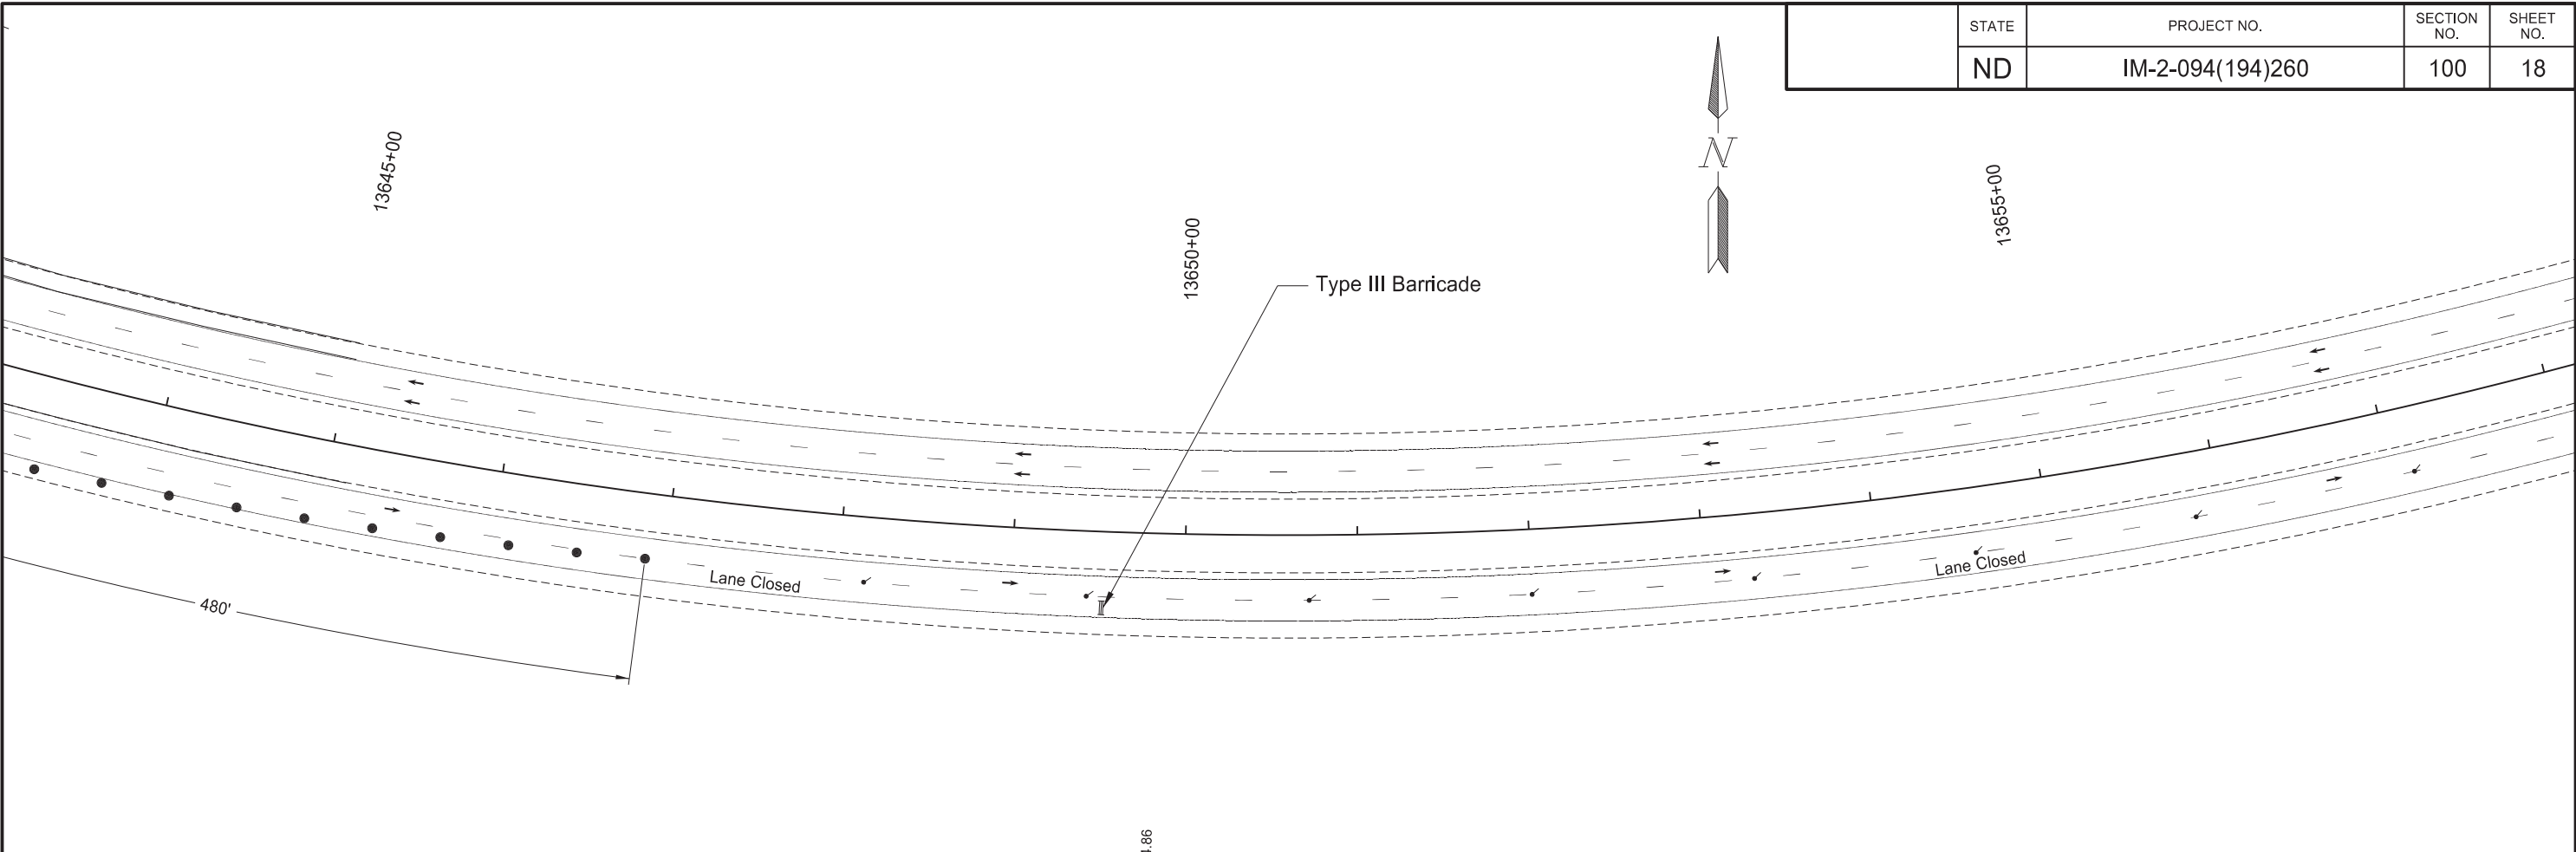 STATE
PROJECT NO.
SECTION NO.
SHEET NO.
ND
IM-2-094(194)260
100
18
13645+00
13650+00
13655+00
N
Type III Barricade
Lane Closed
Lane Closed
480'